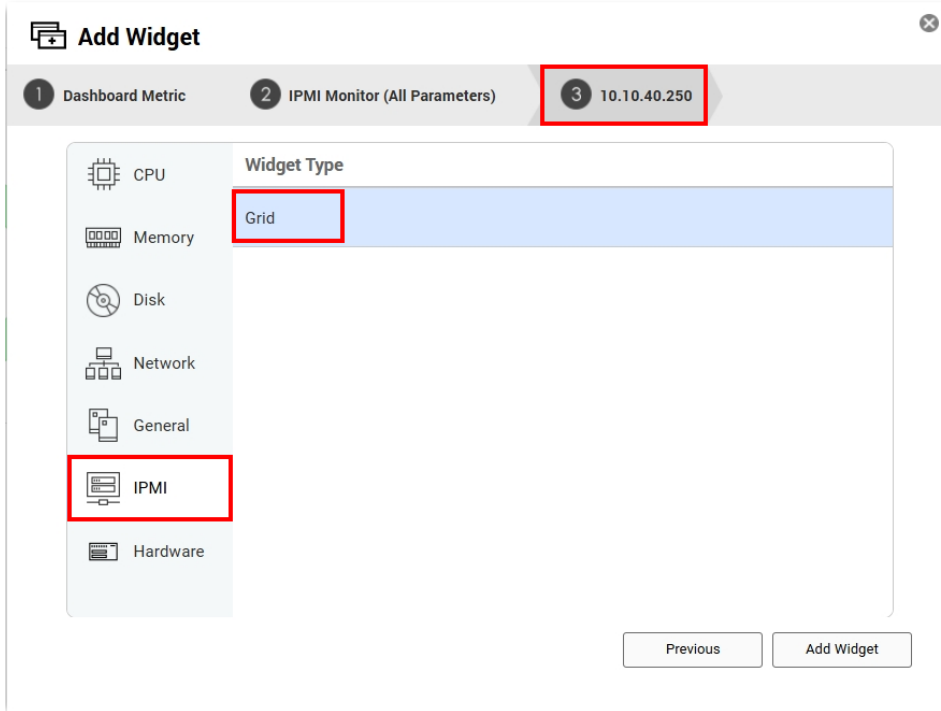 Add Widget
1 Dashboard Metric 2 IPMI Monitor (All Parameters) 3 10.10.40.250
CPU
Memory
Disk
Network
General
IPMI
Hardware
Widget Type
Grid
Previous Add Widget